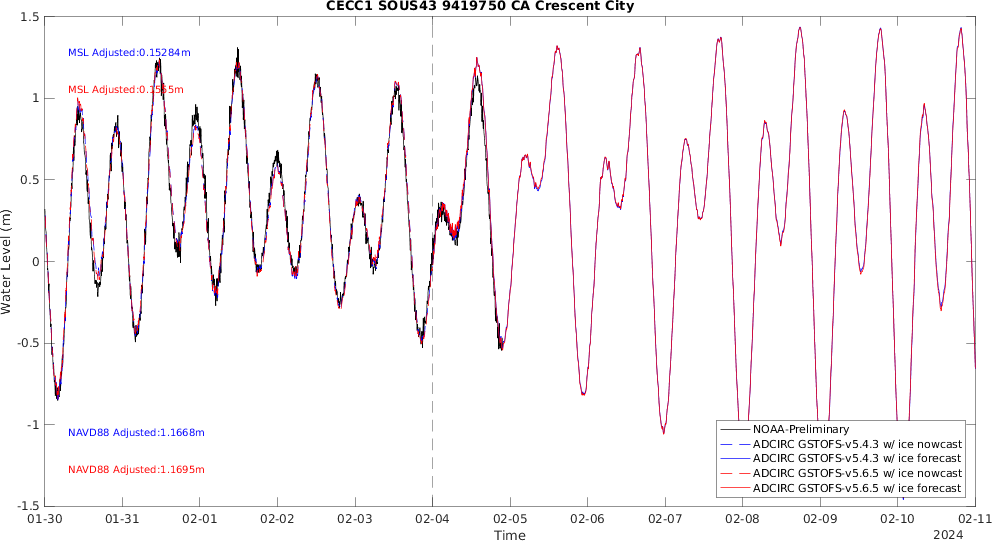 CECC1 SOUS43 9419750 CA Crescent City
1.5
1
0.5
0
-0.5
-1
-1.5
Water Level (m)
MSL Adjusted:0.15284m
MSL Adjusted:0.1555m
NAVD88 Adjusted:1.1668m
NAVD88 Adjusted:1.1695m
NOAA-Preliminary
ADCIRC GSTOFS-v5.4.3 w/ ice nowcast
ADCIRC GSTOFS-v5.4.3 w/ ice forecast
ADCIRC GSTOFS-v5.6.5 w/ ice nowcast
ADCIRC GSTOFS-v5.6.5 w/ ice forecast
01-30 01-31 02-01 02-02 02-03 02-04 02-05 02-06 02-07 02-08 02-09 02-10 02-11
Time
2024